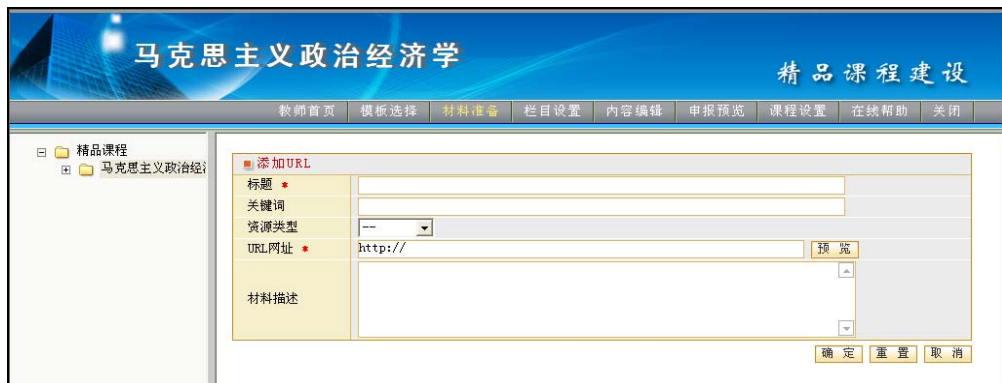 马克思主义政治经济学
精品课程建设
教师首页 模板选择 材料准备 栏目设置 内容编辑 申报预览 课程设置 在线帮助 关闭
精品课程
马克思主义政治经
添加URL
标题 *
关键词
资源类型 --
URL网址 * http:// 预 览
材料描述
确 定 重 置 取 消